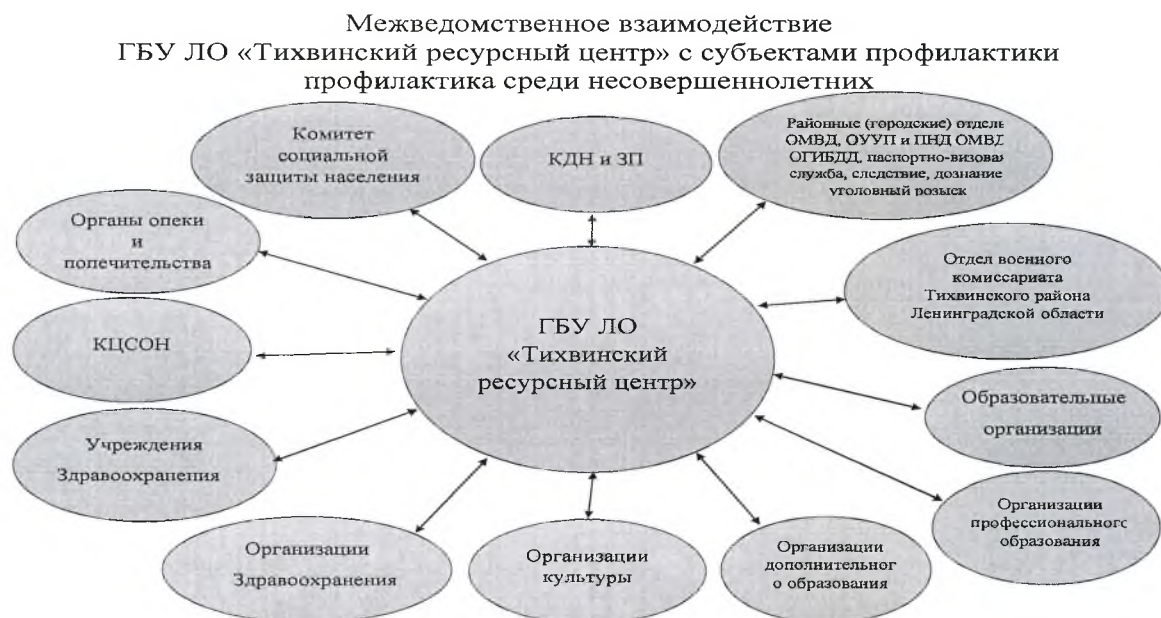 Межведомственное взаимодействие
ГБУ ЛО «Тихвинский ресурсный центр» с субъектами профилактики
профилактика среди несовершеннолетних
Комитет
социальной
защиты населения
КДН и ЗП
Районные (городские) отдель
ОМВД, ОУУП и ПНД ОМВД
ОГИБДД, паспортно-визовая
служба, следствие, дознание
уголовный розыск
Органы опеки
и
попечительства
Отдел военного
комиссариата
Тихвинского района
Ленинградской области
ГБУ ЛО
«Тихвинский
ресурсный центр»
КЦСОН
Образовательные
организации
Учреждения
Здравоохранения
Организации
профессионального
образования
Организации
Здравоохранения
Организации
культуры
Организации
дополнительног
о образования